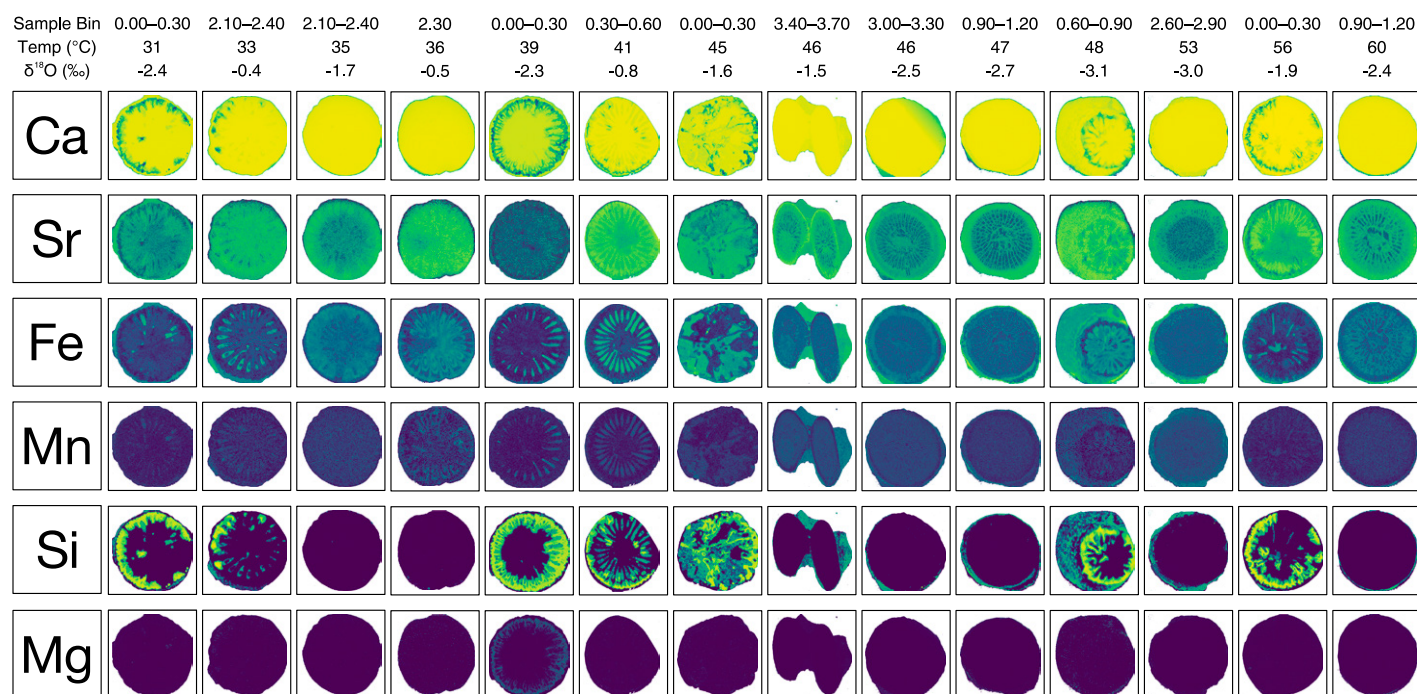 Sample Bin 0.00–0.30 2.10–2.40 2.10–2.40 2.30 0.00–0.30 0.30–0.60 0.00–0.30 3.40–3.70 3.00–3.30 0.90–1.20 0.60–0.90 2.60–2.90 0.00–0.30 0.90–1.20
Temp (°C) 31 33 35 36 39 41 45 46 46 47 48 53 56 60
δ¹⁸O (‰) -2.4 -0.4 -1.7 -0.5 -2.3 -0.8 -1.6 -1.5 -2.5 -2.7 -3.1 -3.0 -1.9 -2.4
Ca
Sr
Fe
Mn
Si
Mg